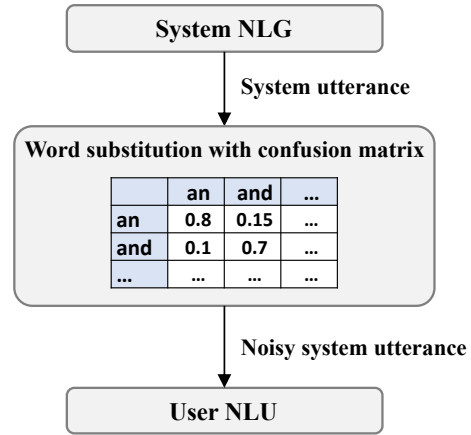 System NLG
System utterance
Word substitution with confusion matrix
an and ...
an 0.8 0.15 ...
and 0.1 0.7 ...
... ... ... ...
Noisy system utterance
User NLU